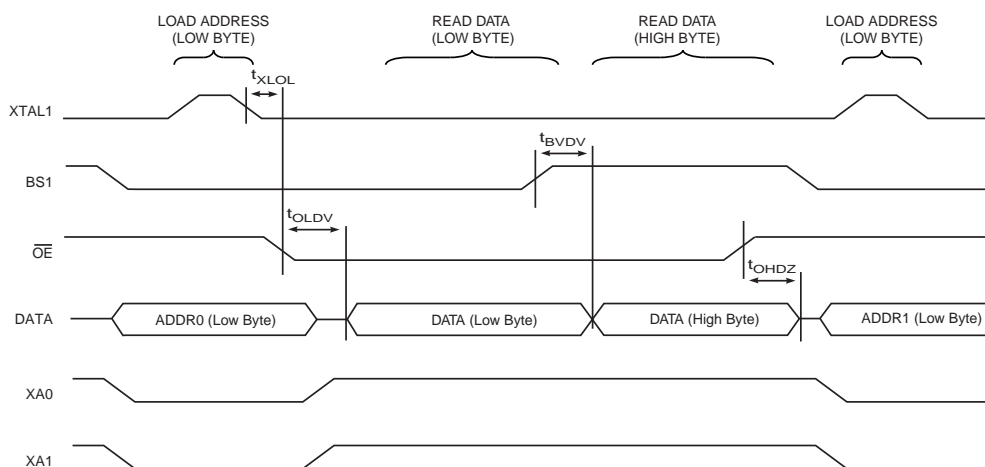 LOAD ADDRESS
(LOW BYTE)
READ DATA
(LOW BYTE)
READ DATA
(HIGH BYTE)
LOAD ADDRESS
(LOW BYTE)
tXLOL
XTAL1
tBVDV
BS1
tOLDV
OE
tOHDZ
DATA
ADDR0 (Low Byte)
DATA (Low Byte)
DATA (High Byte)
ADDR1 (Low Byte)
XA0
XA1